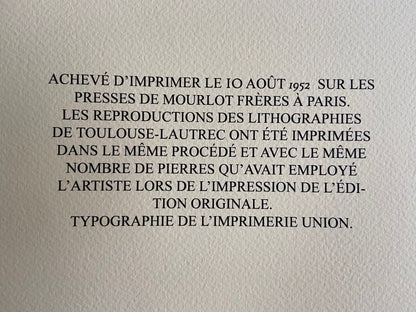 ACHEVÉ D'IMPRIMER LE 10 AOÛT 1952 SUR LES
PRESSES DE MOURLOT FRÈRES À PARIS.
LES REPRODUCTIONS DES LITHOGRAPHIES
DE TOULOUSE-LAUTREC ONT ÉTÉ IMPRIMÉES
DANS LE MÊME PROCÉDÉ ET AVEC LE MÊME
NOMBRE DE PIERRES QU'AVAIT EMPLOYÉ
L'ARTISTE LORS DE L'IMPRESSION DE L'ÉDI-
TION ORIGINALE.
TYPOGRAPHIE DE L'IMPRIMERIE UNION.